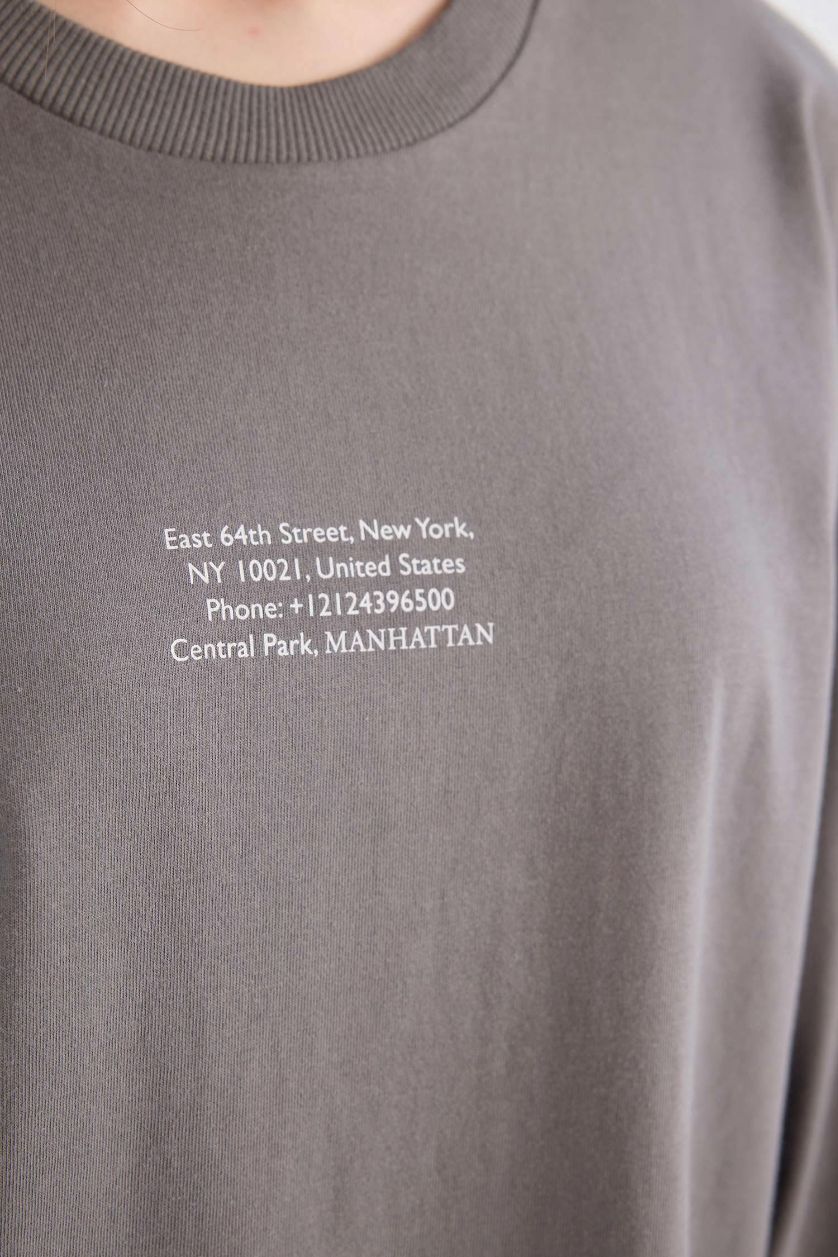 East 64th Street, New York,
NY 10021, United States
Phone: +12124396500
Central Park, MANHATTAN